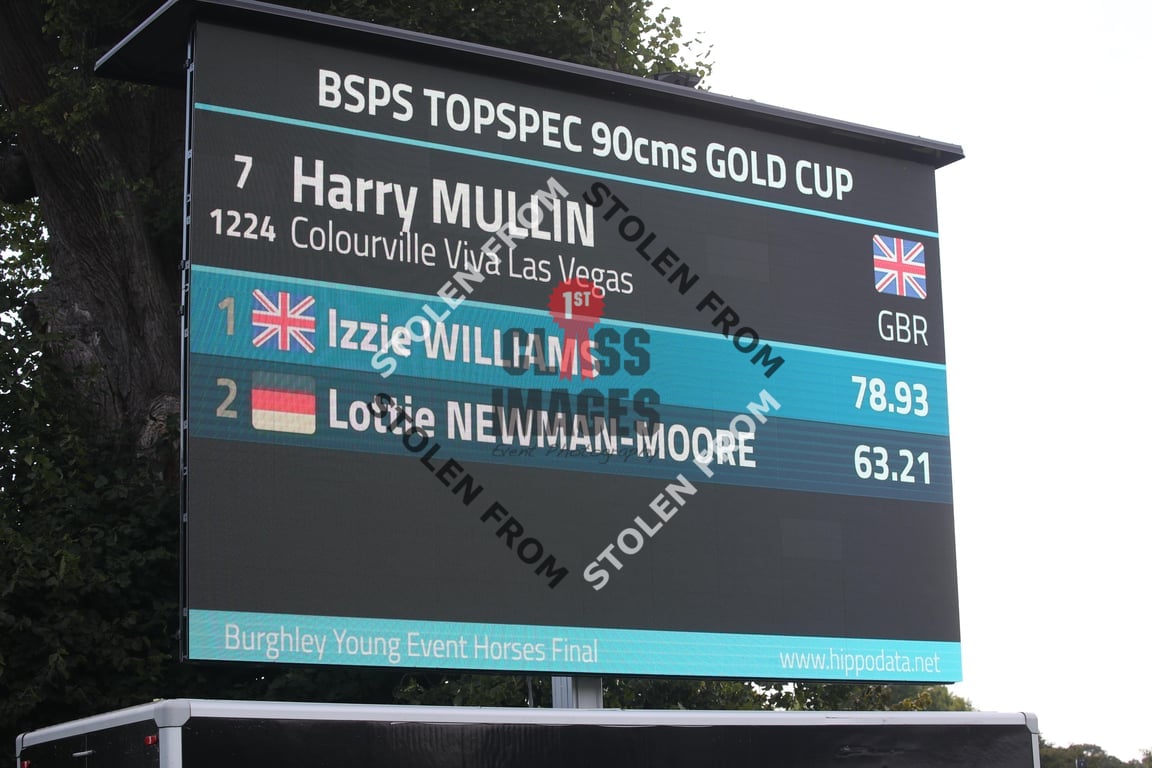 BSPS TOPSPEC 90cms GOLD CUP
7 Harry MULLIN
1224 Colourville Viva Las Vegas
GBR
1 Izzie WILLIAMS 78.93
2 Lottie NEWMAN-MOORE 63.21
Burghley Young Event Horses Final www.hippodata.net
STOLEN FROM
STOLEN FROM
1ST
CLASS
IMAGES
Event Photography
STOLEN FROM
STOLEN FROM